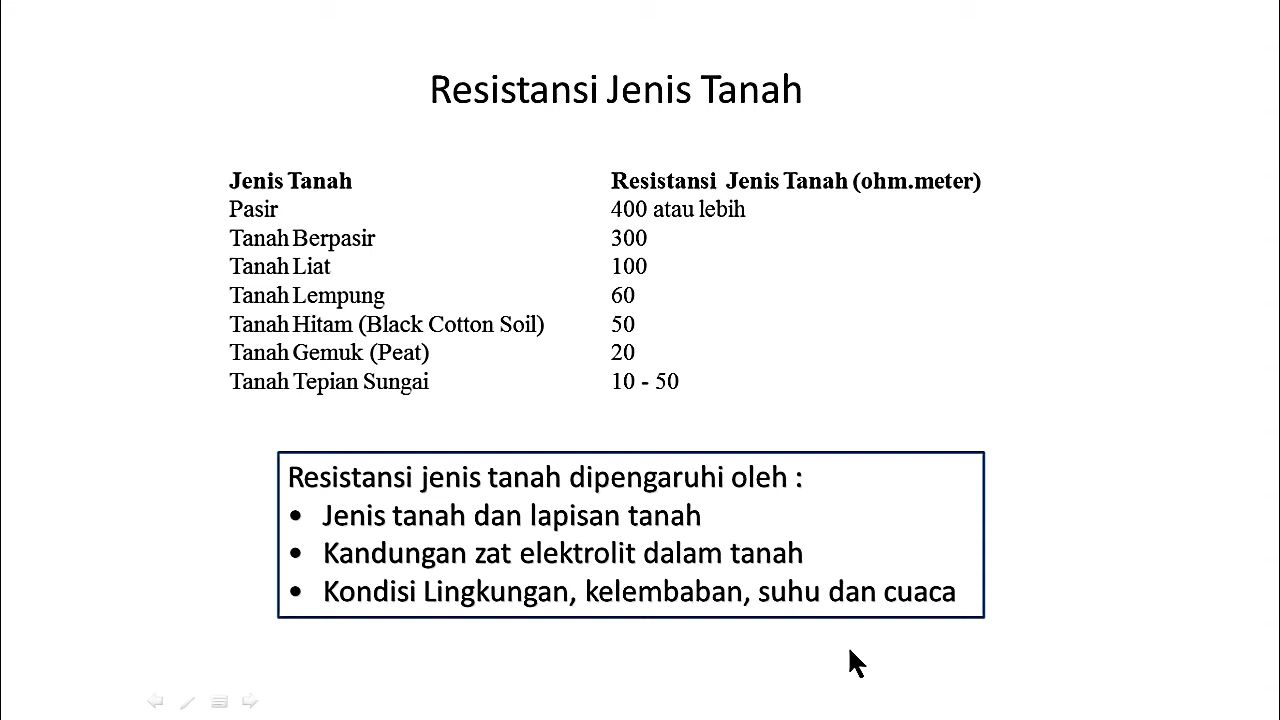 Resistansi Jenis Tanah
Jenis Tanah Resistansi Jenis Tanah (ohm.meter)
Pasir 400 atau lebih
Tanah Berpasir 300
Tanah Liat 100
Tanah Lempung 60
Tanah Hitam (Black Cotton Soil) 50
Tanah Gemuk (Peat) 20
Tanah Tepian Sungai 10 - 50
Resistansi jenis tanah dipengaruhi oleh :
• Jenis tanah dan lapisan tanah
• Kandungan zat elektrolit dalam tanah
• Kondisi Lingkungan, kelembaban, suhu dan cuaca